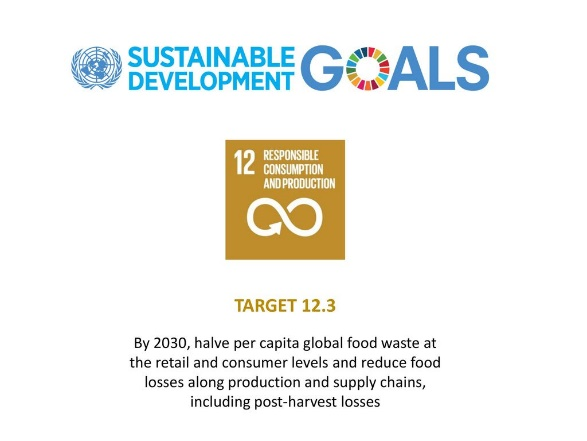 SUSTAINABLE
DEVELOPMENT
GOALS
12 RESPONSIBLE
CONSUMPTION
AND PRODUCTION
TARGET 12.3
By 2030, halve per capita global food waste at
the retail and consumer levels and reduce food
losses along production and supply chains,
including post-harvest losses